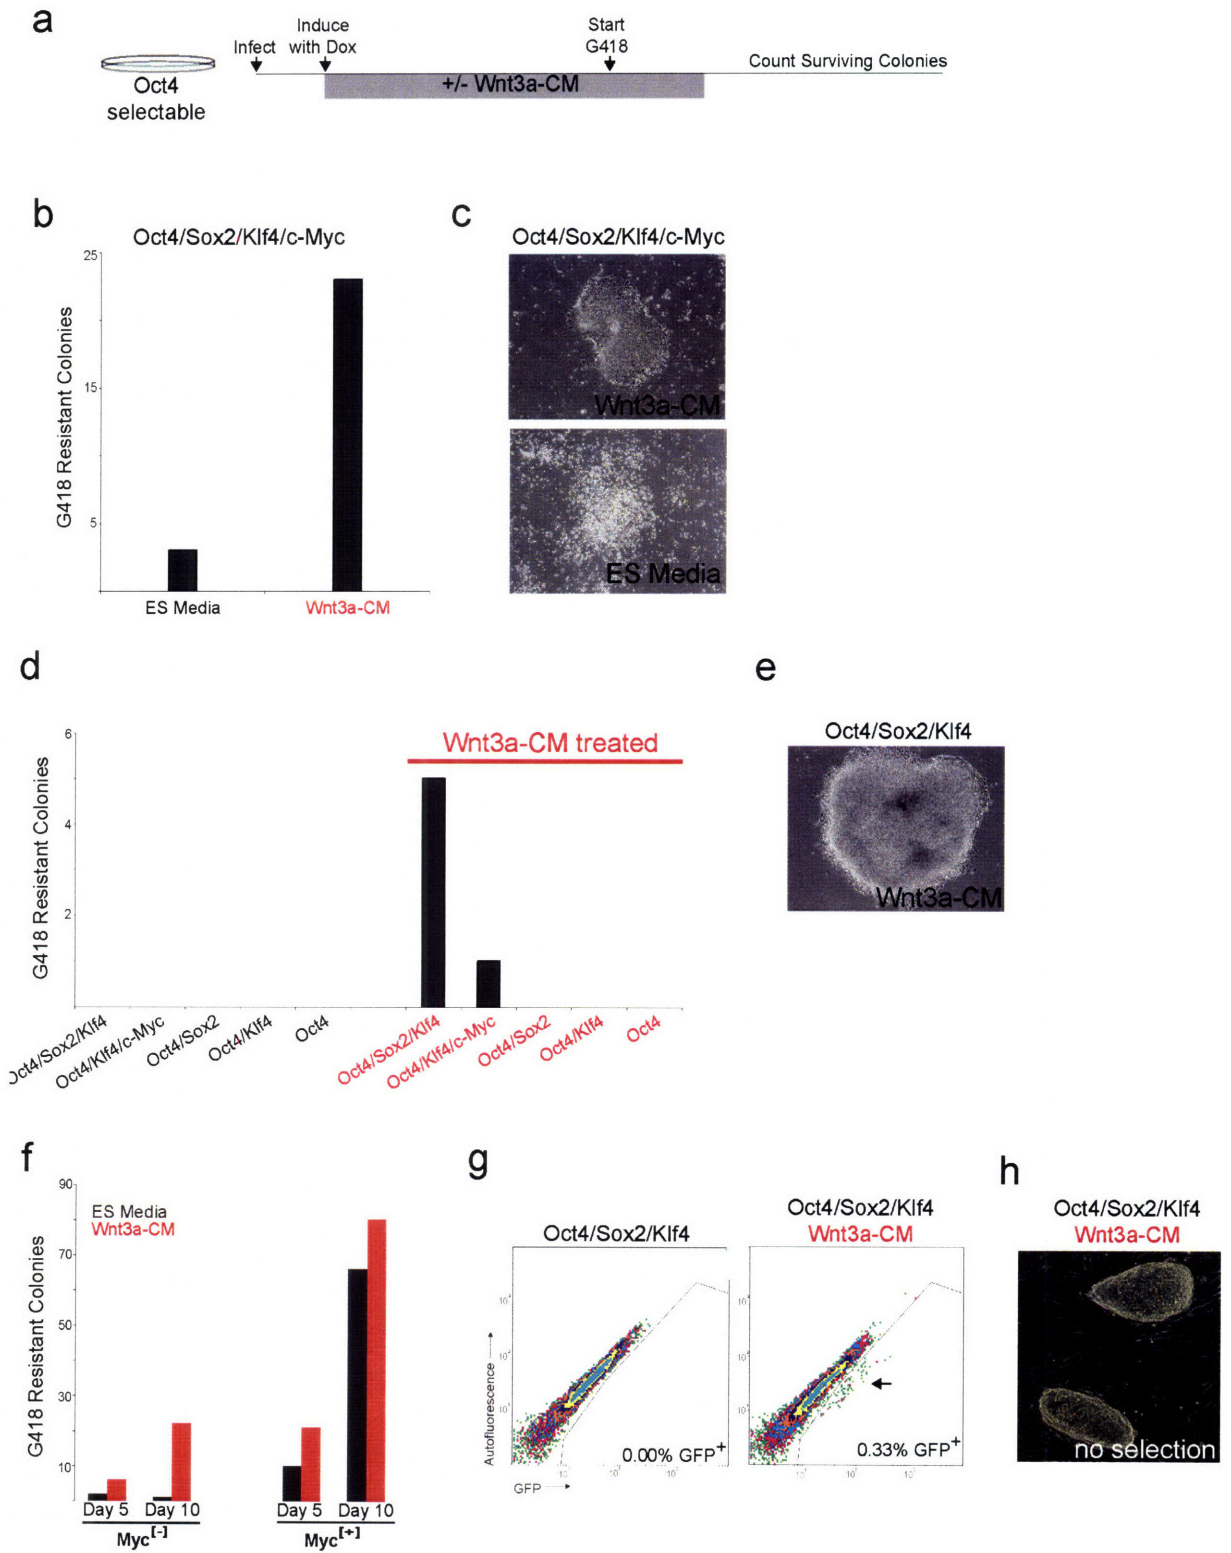 a
Induce
with Dox
Infect
Start
G418
Oct4
selectable
+/- Wnt3a-CM
Count Surviving Colonies
b
Oct4/Sox2/Klf4/c-Myc
G418 Resistant Colonies
25
15
5
ES Media
Wnt3a-CM
c
Oct4/Sox2/Klf4/c-Myc
Wnt3a-CM
ES Media
d
G418 Resistant Colonies
6
4
2
Wnt3a-CM treated
Oct4/Sox2/Klf4
Oct4/Klf4/c-Myc
Oct4/Sox2
Oct4/Klf4
Oct4
Oct4/Sox2/Klf4
Oct4/Klf4/c-Myc
Oct4/Sox2
Oct4/Klf4
Oct4
e
Oct4/Sox2/Klf4
Wnt3a-CM
f
G418 Resistant Colonies
90
70
50
30
10
ES Media
Wnt3a-CM
Day 5
Day 10
Day 5
Day 10
Myc[-]
Myc[+]
g
Oct4/Sox2/Klf4
Autofluorescence
GFP
0.00% GFP+
Oct4/Sox2/Klf4
Wnt3a-CM
0.33% GFP+
h
Oct4/Sox2/Klf4
Wnt3a-CM
no selection